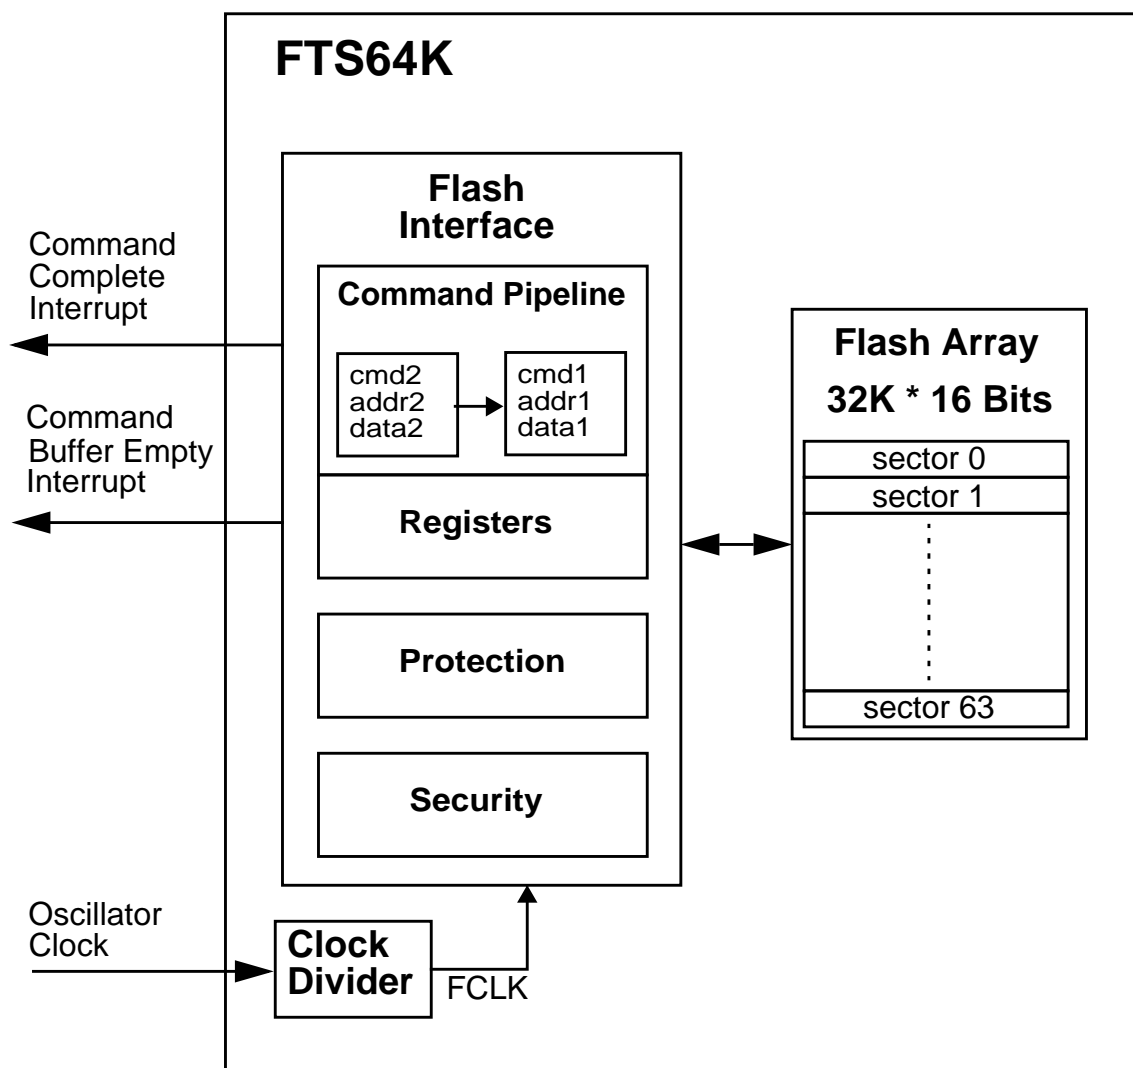 FTS64K
Flash
Interface
Command
Complete
Interrupt
Command Pipeline
cmd2
addr2
data2
cmd1
addr1
data1
Command
Buffer Empty
Interrupt
Registers
Protection
Security
Flash Array
32K * 16 Bits
sector 0
sector 1
sector 63
Oscillator
Clock
Clock
Divider
FCLK